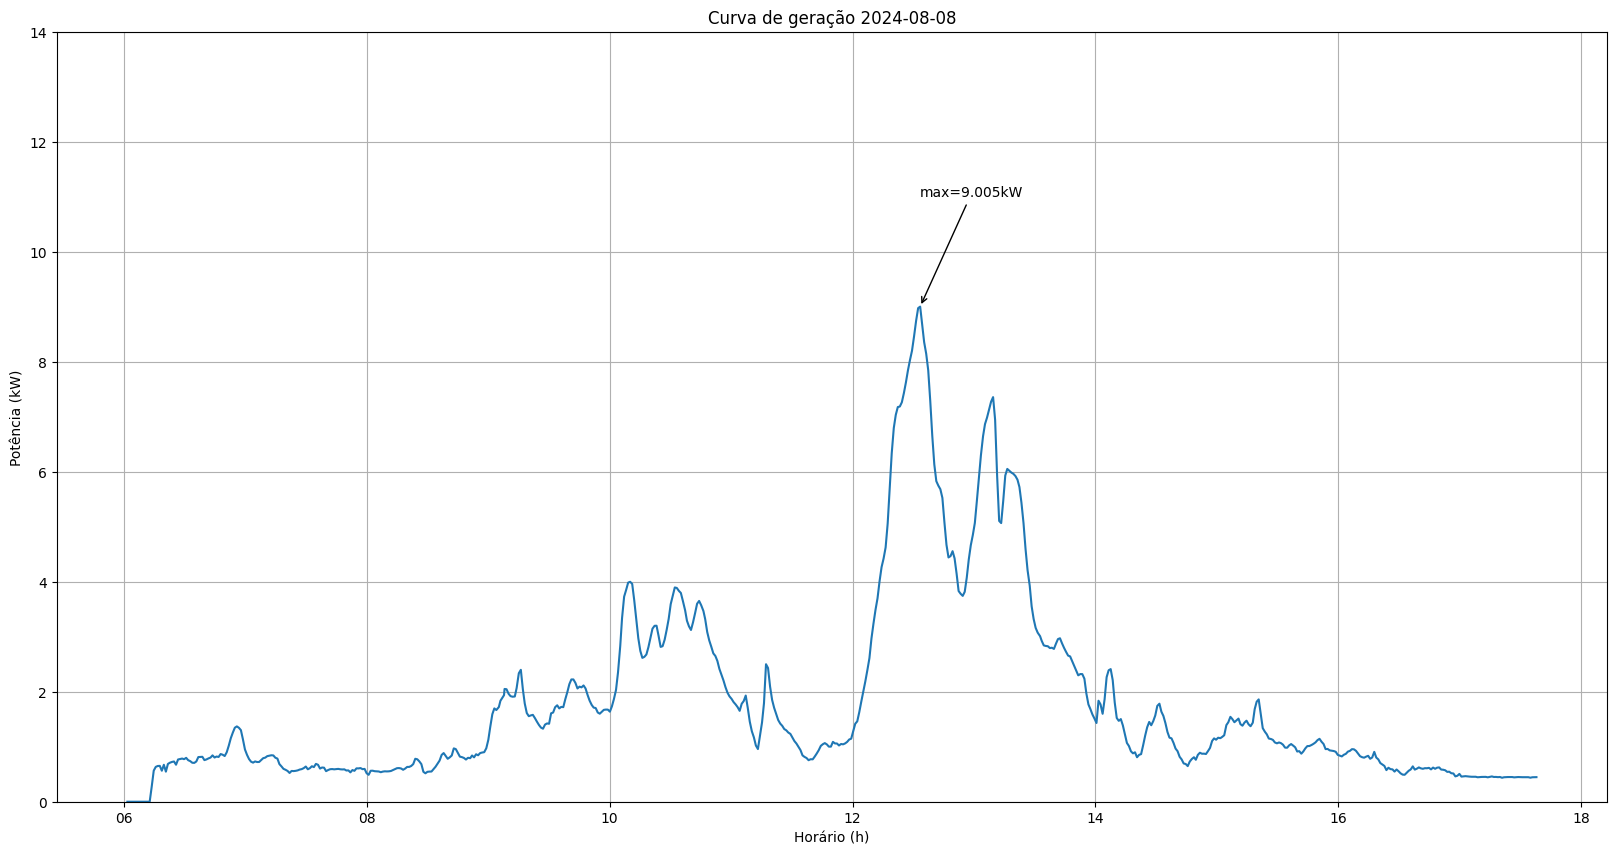 Curva de geração 2024-08-08
14
12
10
8
6
4
2
0
Potência (kW)
max=9.005kW
06 08 10 12 14 16 18
Horário (h)